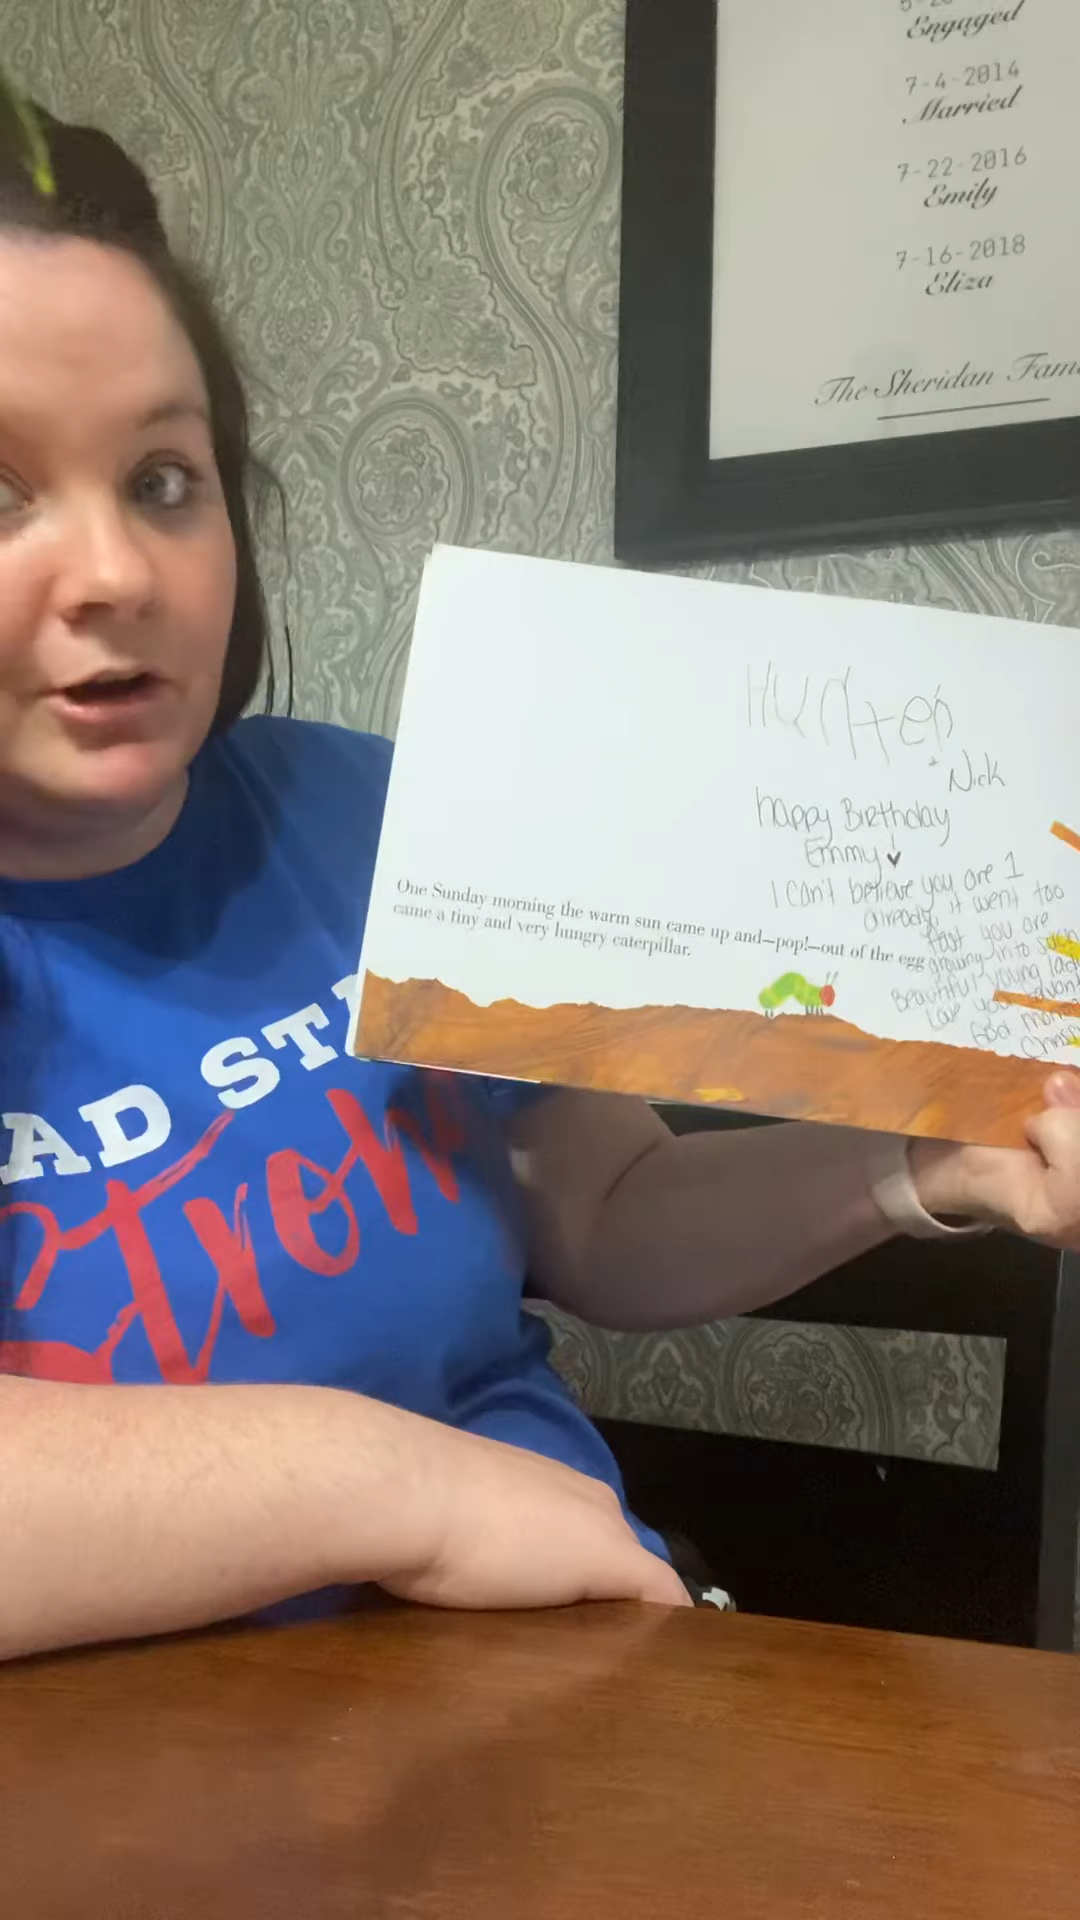 Engaged
7-4-2014
Married
7-22-2016
Emily
7-16-2018
Eliza
The Sheridan
Hunter
+ Nick
happy Birthday
Emmy!
I can't believe you are 1
already, it went too
fast you are
growing into such
Beautiful young
Love you
God
One Sunday morning the warm sun came up and—pop!—out of the egg
came a tiny and very hungry caterpillar.
AD
Strong